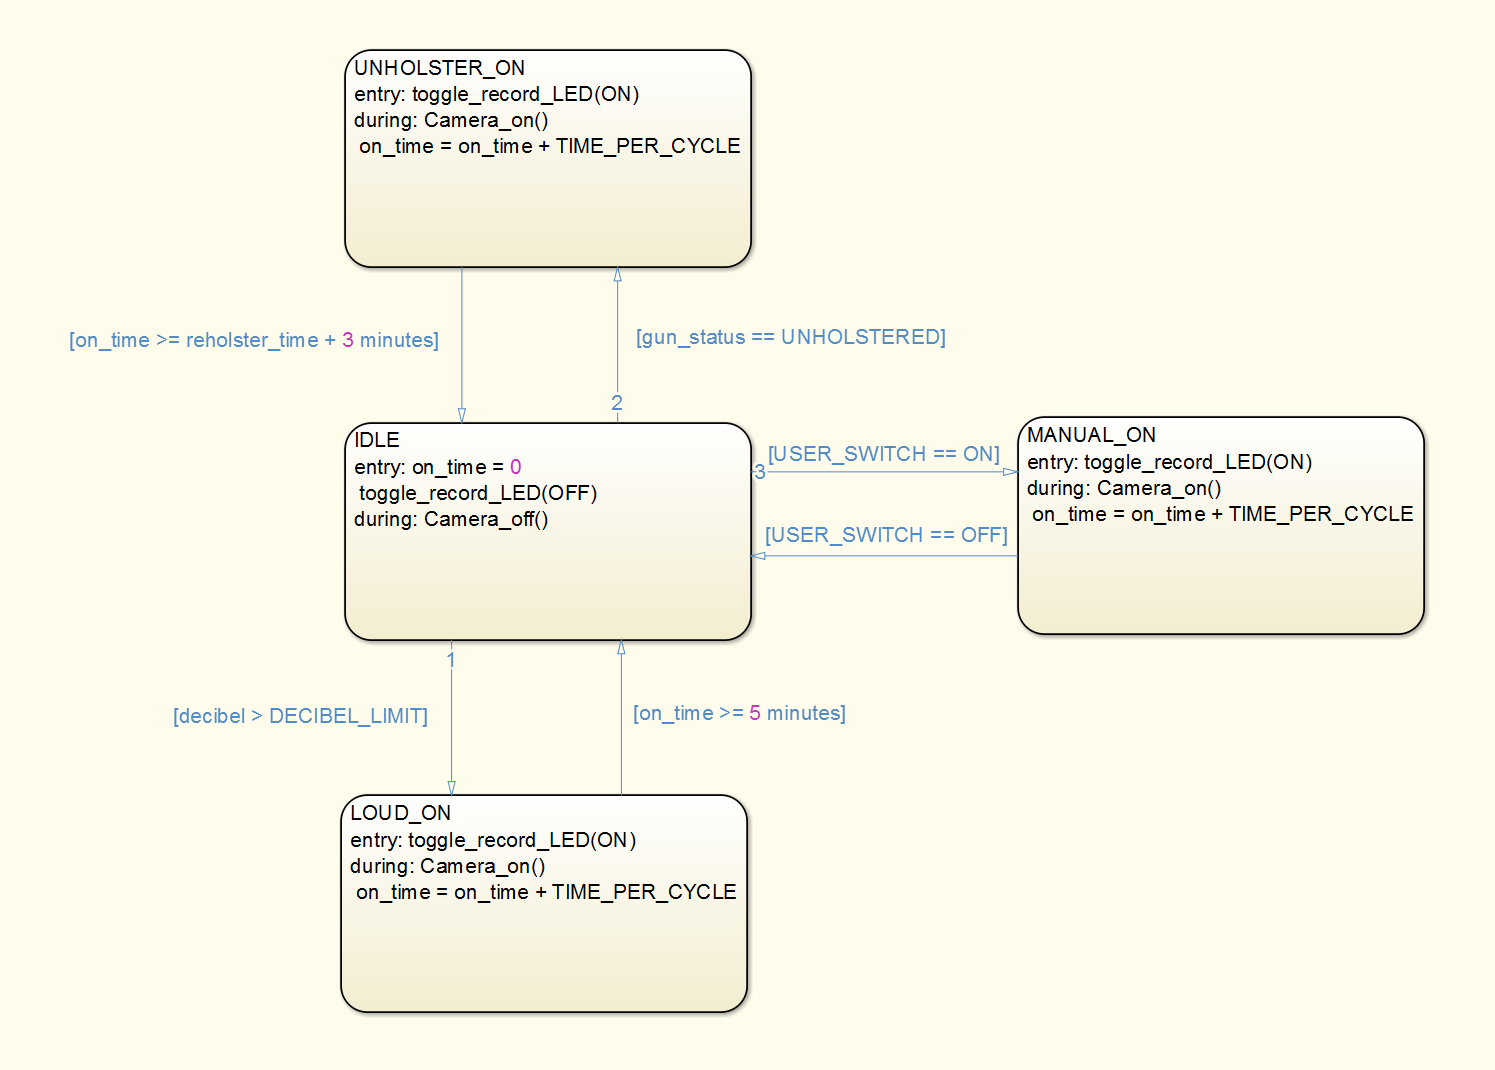 UNHOLSTER_ON
entry: toggle_record_LED(ON)
during: Camera_on()
on_time = on_time + TIME_PER_CYCLE
[on_time >= reholster_time + 3 minutes]
[gun_status == UNHOLSTERED]
2
IDLE
entry: on_time = 0
toggle_record_LED(OFF)
during: Camera_off()
3
[USER_SWITCH == ON]
[USER_SWITCH == OFF]
MANUAL_ON
entry: toggle_record_LED(ON)
during: Camera_on()
on_time = on_time + TIME_PER_CYCLE
1
[decibel > DECIBEL_LIMIT]
[on_time >= 5 minutes]
LOUD_ON
entry: toggle_record_LED(ON)
during: Camera_on()
on_time = on_time + TIME_PER_CYCLE